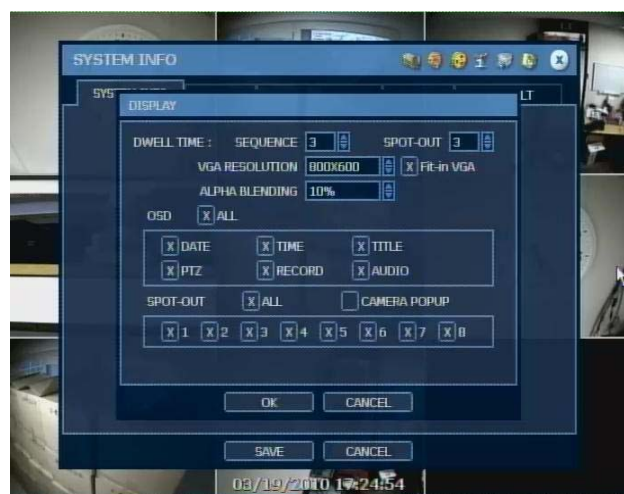 SYSTEM INFO
SYS
LT
DISPLAY
DWELL TIME : SEQUENCE 3 SPOT-OUT 3
VGA RESOLUTION 800X600 X Fit-in VGA
ALPHA BLENDING 10%
OSD X ALL
X DATE X TIME X TITLE
X PTZ X RECORD X AUDIO
SPOT-OUT X ALL CAMERA POPUP
X 1 X 2 X 3 X 4 X 5 X 6 X 7 X 8
OK CANCEL
SAVE CANCEL
03/19/2010 17:24:54